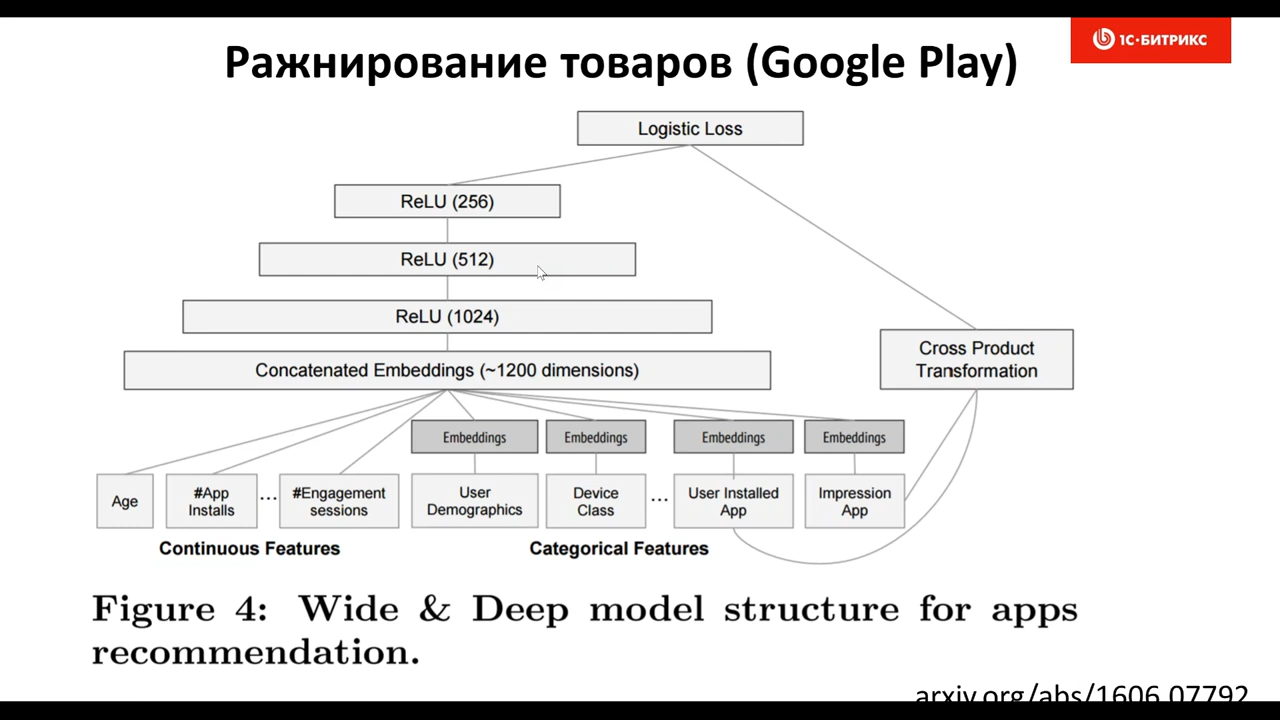 1С·БИТРИКС
Ражнирование товаров (Google Play)
Logistic Loss
ReLU (256)
ReLU (512)
ReLU (1024)
Cross Product
Transformation
Concatenated Embeddings (~1200 dimensions)
Embeddings
Embeddings
Embeddings
Embeddings
Age
#App
Installs
...
#Engagement
sessions
User
Demographics
Device
Class
...
User Installed
App
Impression
App
Continuous Features
Categorical Features
Figure 4: Wide & Deep model structure for apps
recommendation.
arxiv.org/abs/1606.07792